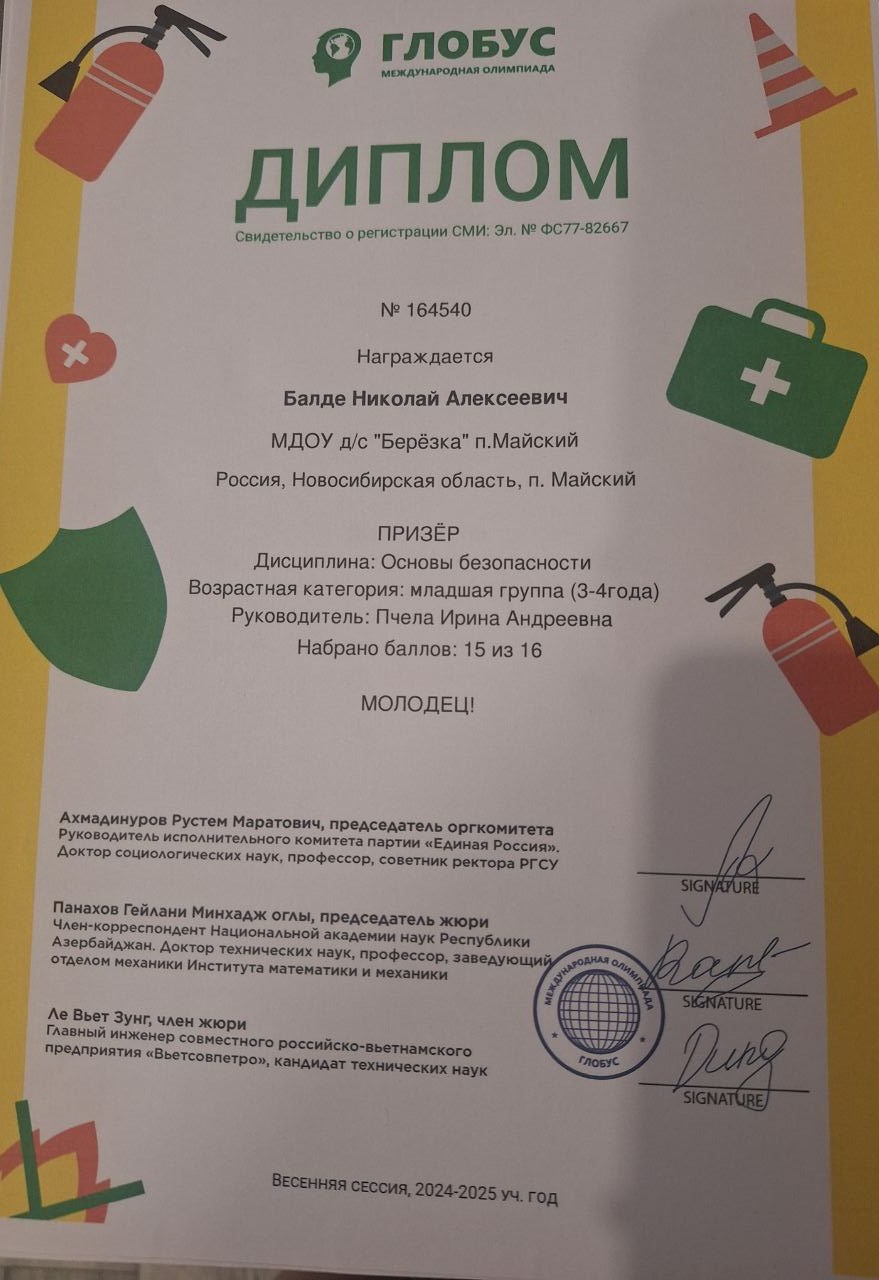 ГЛОБУС
МЕЖДУНАРОДНАЯ ОЛИМПИАДА
ДИПЛОМ
Свидетельство о регистрации СМИ: Эл. № ФС77-82667
№ 164540
Награждается
Балде Николай Алексеевич
МДОУ д/с "Берёзка" п.Майский
Россия, Новосибирская область, п. Майский
ПРИЗЁР
Дисциплина: Основы безопасности
Возрастная категория: младшая группа (3-4года)
Руководитель: Пчела Ирина Андреевна
Набрано баллов: 15 из 16
МОЛОДЕЦ!
Ахмадинуров Рустем Маратович, председатель оргкомитета
Руководитель исполнительного комитета партии «Единая Россия».
Доктор социологических наук, профессор, советник ректора РГСУ
SIGNATURE
Панахов Гейлани Минхадж оглы, председатель жюри
Член-корреспондент Национальной академии наук Республики
Азербайджан. Доктор технических наук, профессор, заведующий
отделом механики Института математики и механики
SIGNATURE
МЕЖДУНАРОДНАЯ ОЛИМПИАДА
ГЛОБУС
Ле Вьет Зунг, член жюри
Главный инженер совместного российско-вьетнамского
предприятия «Вьетсовпетро», кандидат технических наук
SIGNATURE
Весенняя сессия, 2024-2025 уч. год